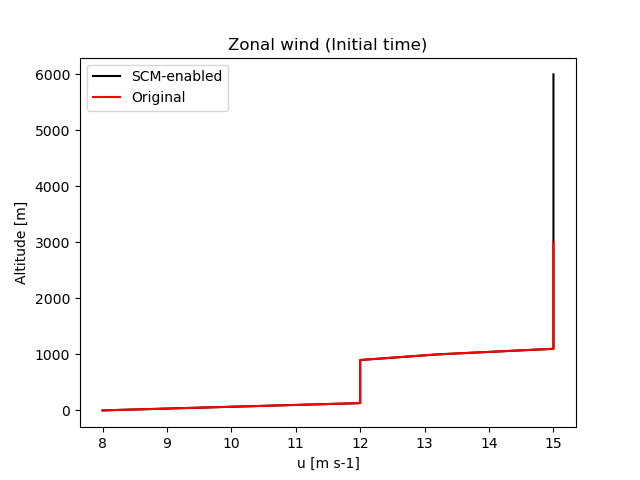 Zonal wind (Initial time)
SCM-enabled
Original
6000
5000
4000
3000
2000
1000
0
Altitude [m]
8 9 10 11 12 13 14 15
u [m s-1]